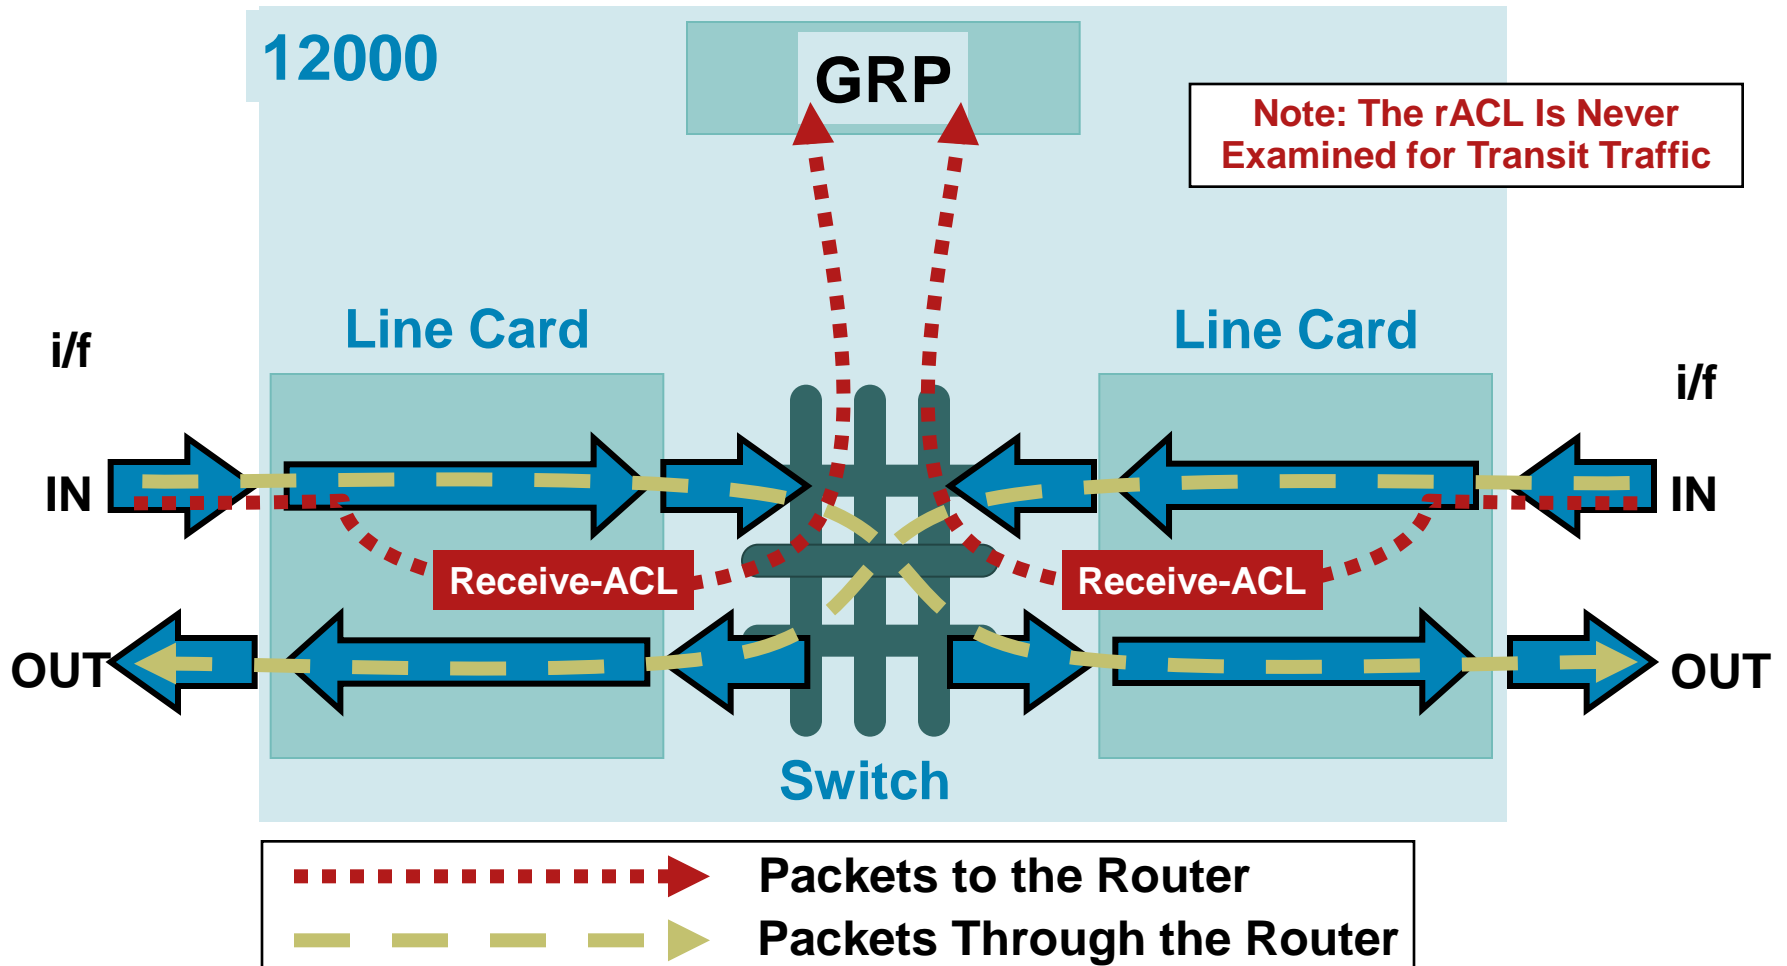 12000
GRP
Note: The rACL Is Never
Examined for Transit Traffic
Line Card
Line Card
i/f
i/f
IN
IN
Receive-ACL
Receive-ACL
OUT
OUT
Switch
Packets to the Router
Packets Through the Router